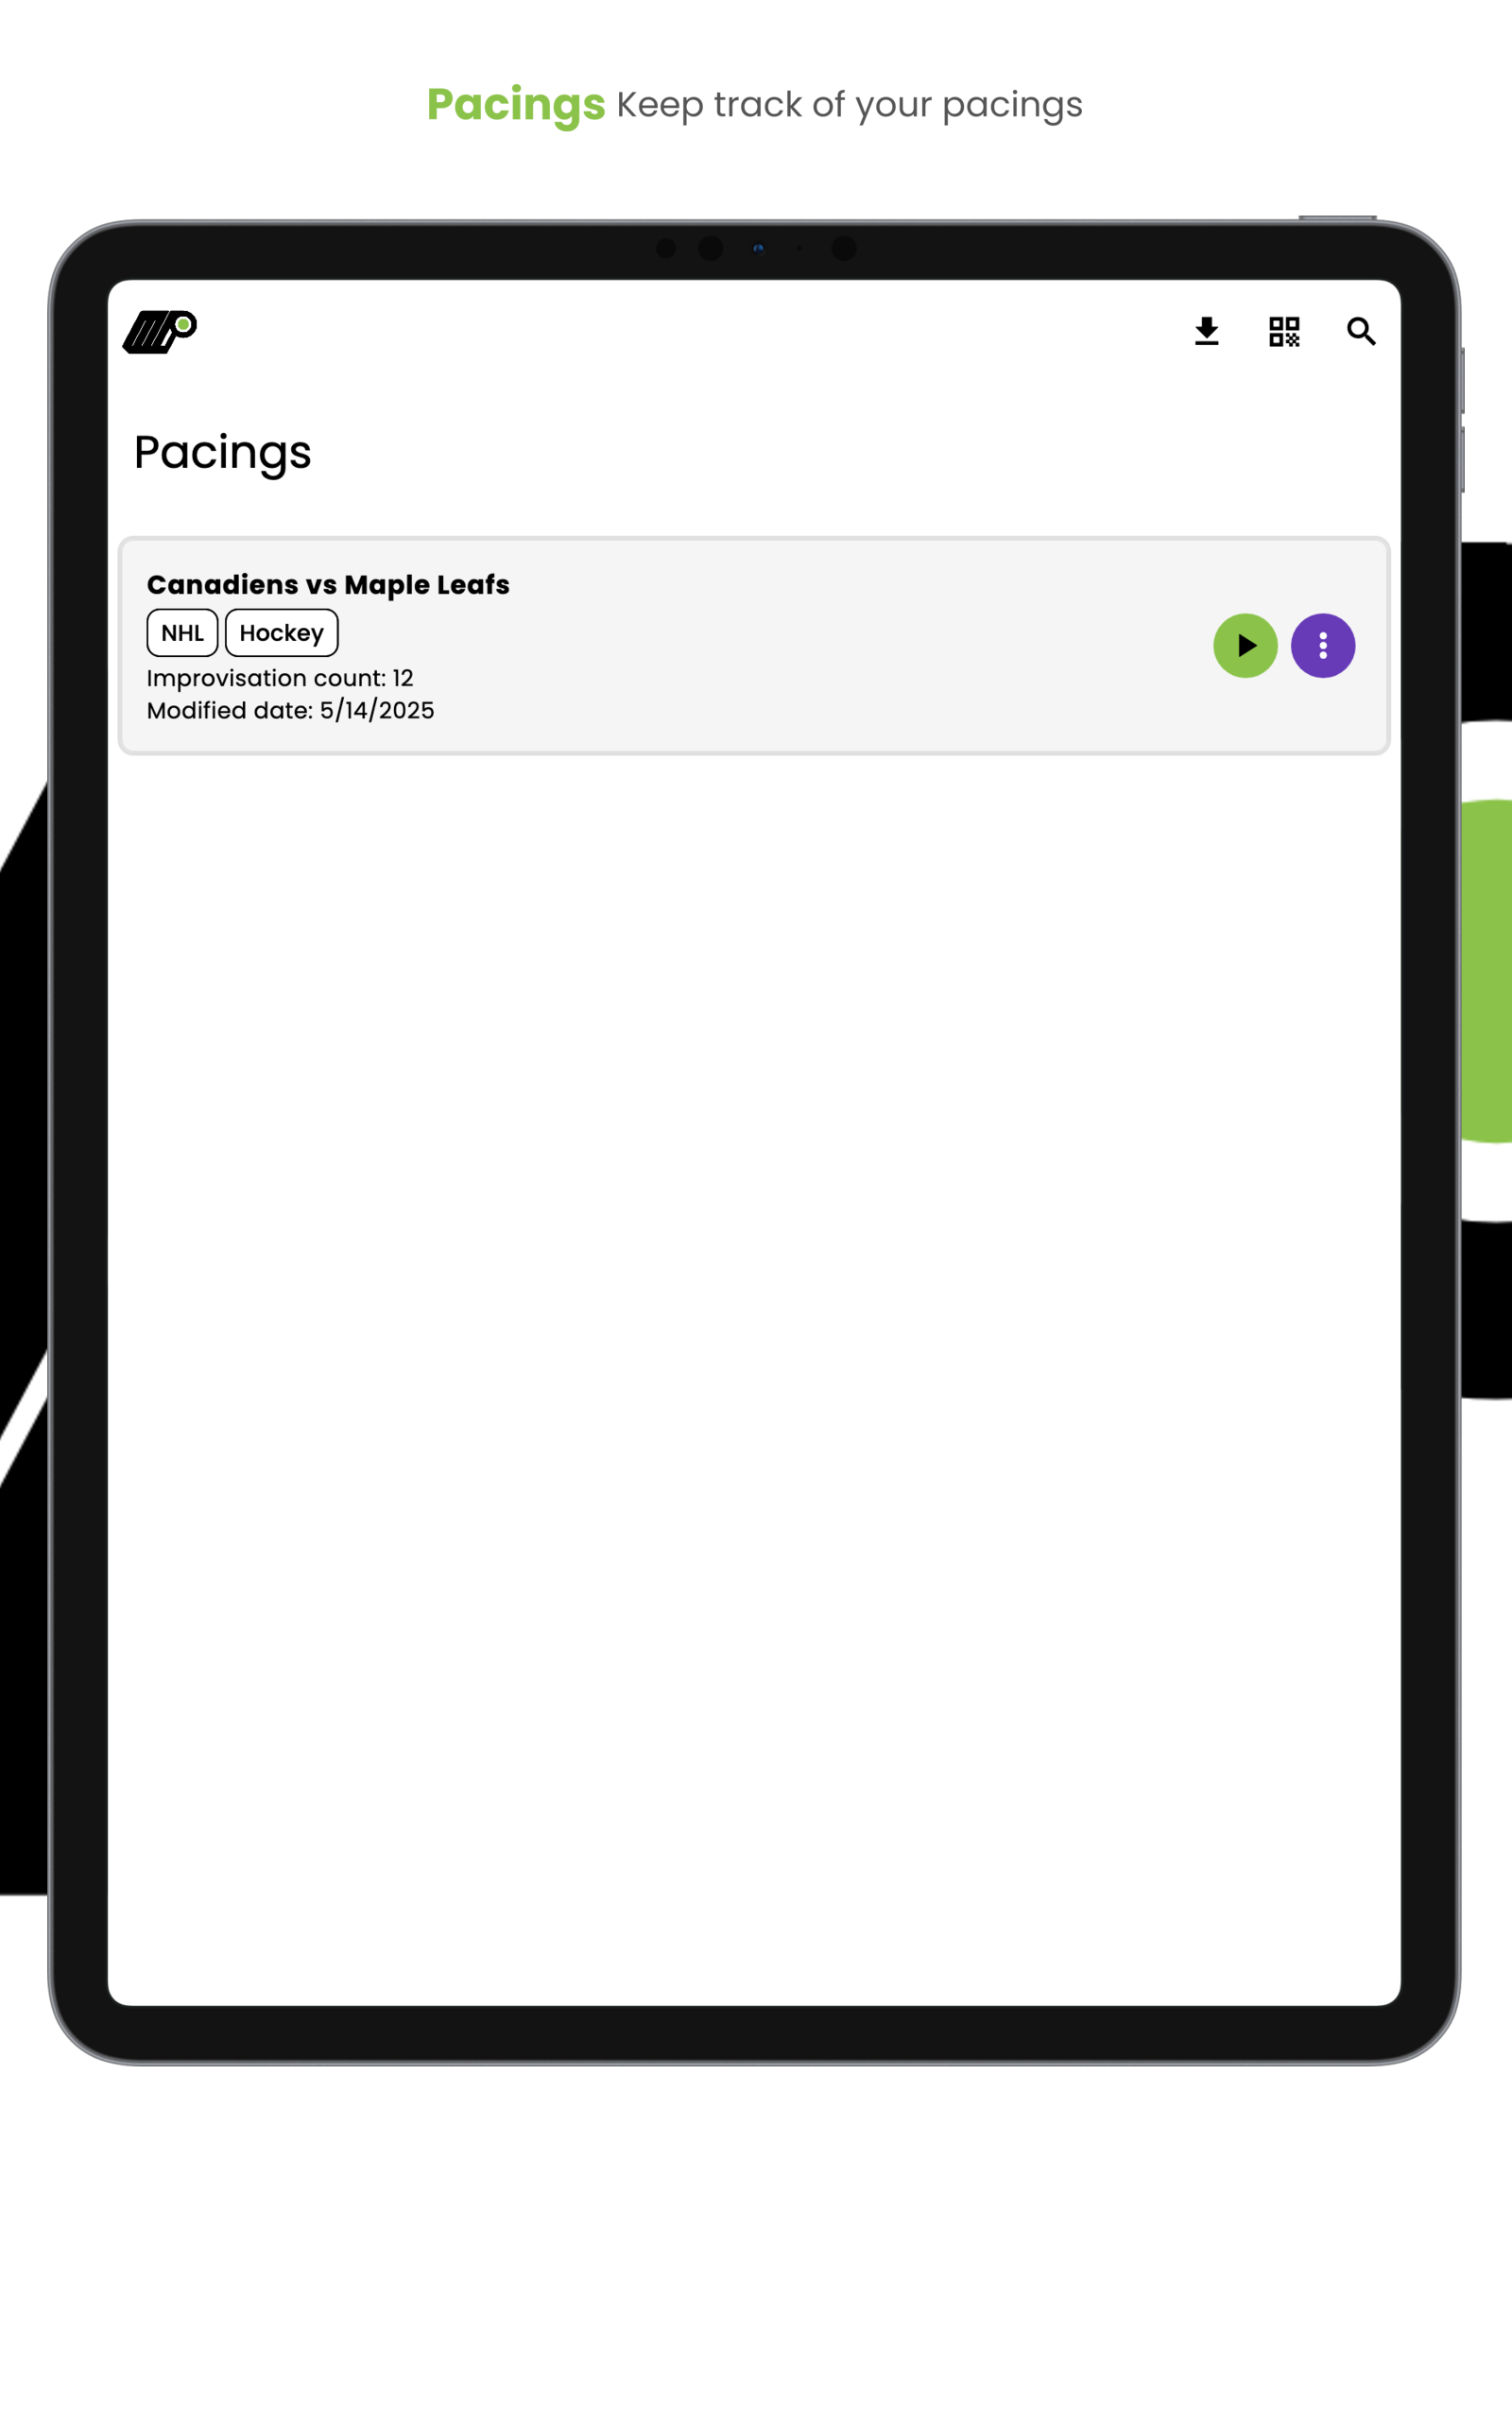 Pacings Keep track of your pacings
Pacings
Canadiens vs Maple Leafs
NHL Hockey
Improvisation count: 12
Modified date: 5/14/2025